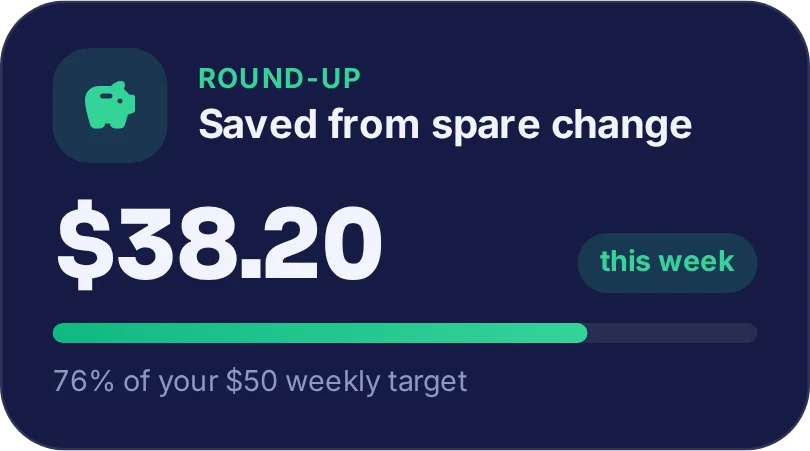 ROUND-UP
Saved from spare change
$38.20
this week
76% of your $50 weekly target